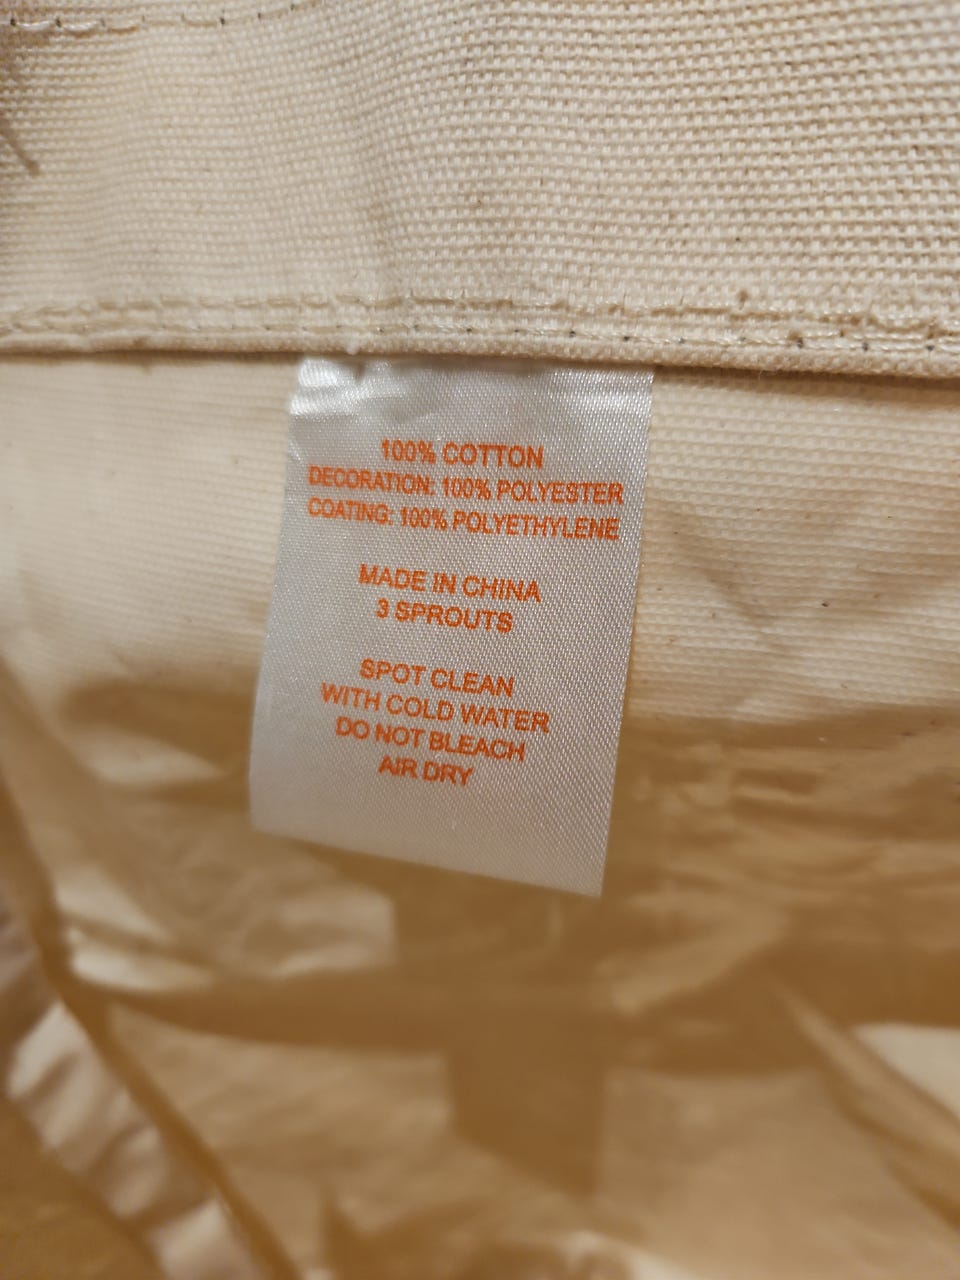 100% COTTON
DECORATION: 100% POLYESTER
COATING: 100% POLYETHYLENE
MADE IN CHINA
3 SPROUTS
SPOT CLEAN
WITH COLD WATER
DO NOT BLEACH
AIR DRY